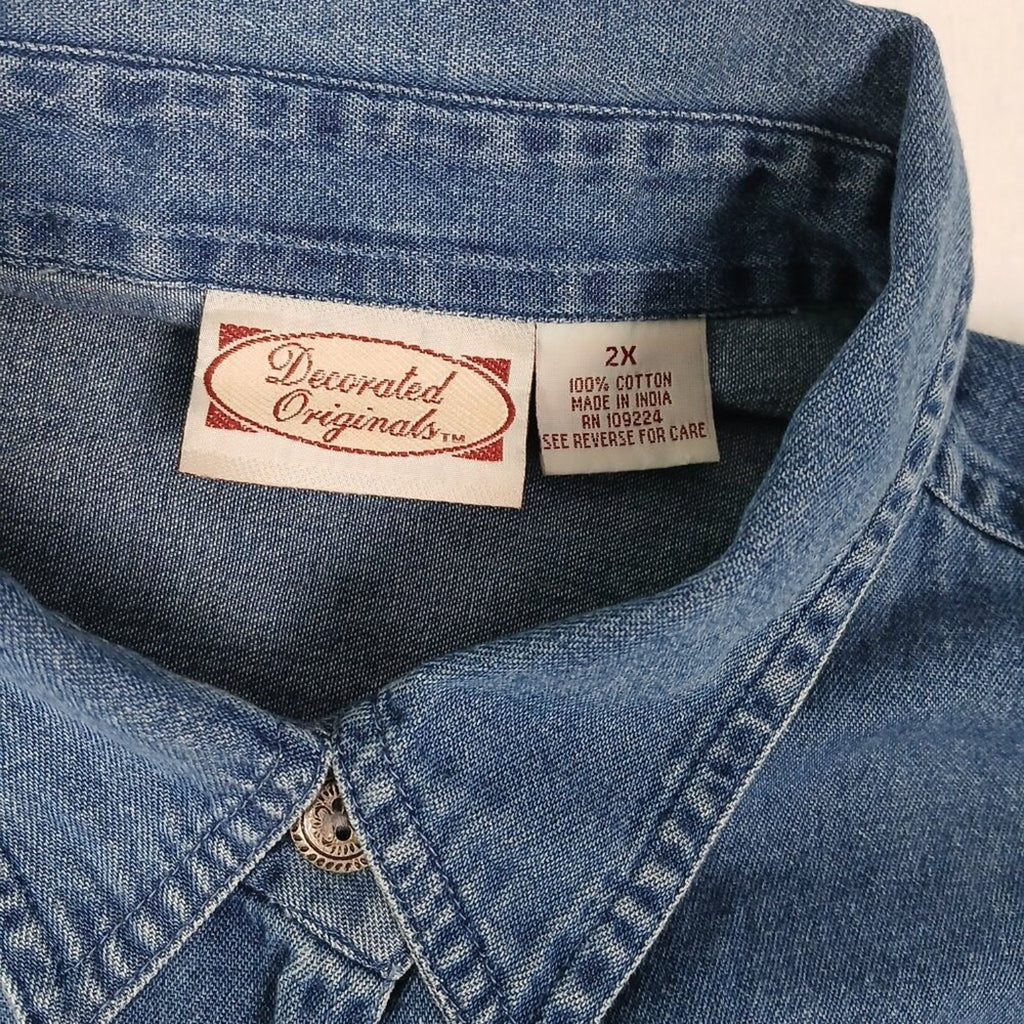 Decorated
Originals™
2X
100% COTTON
MADE IN INDIA
RN 109224
SEE REVERSE FOR CARE